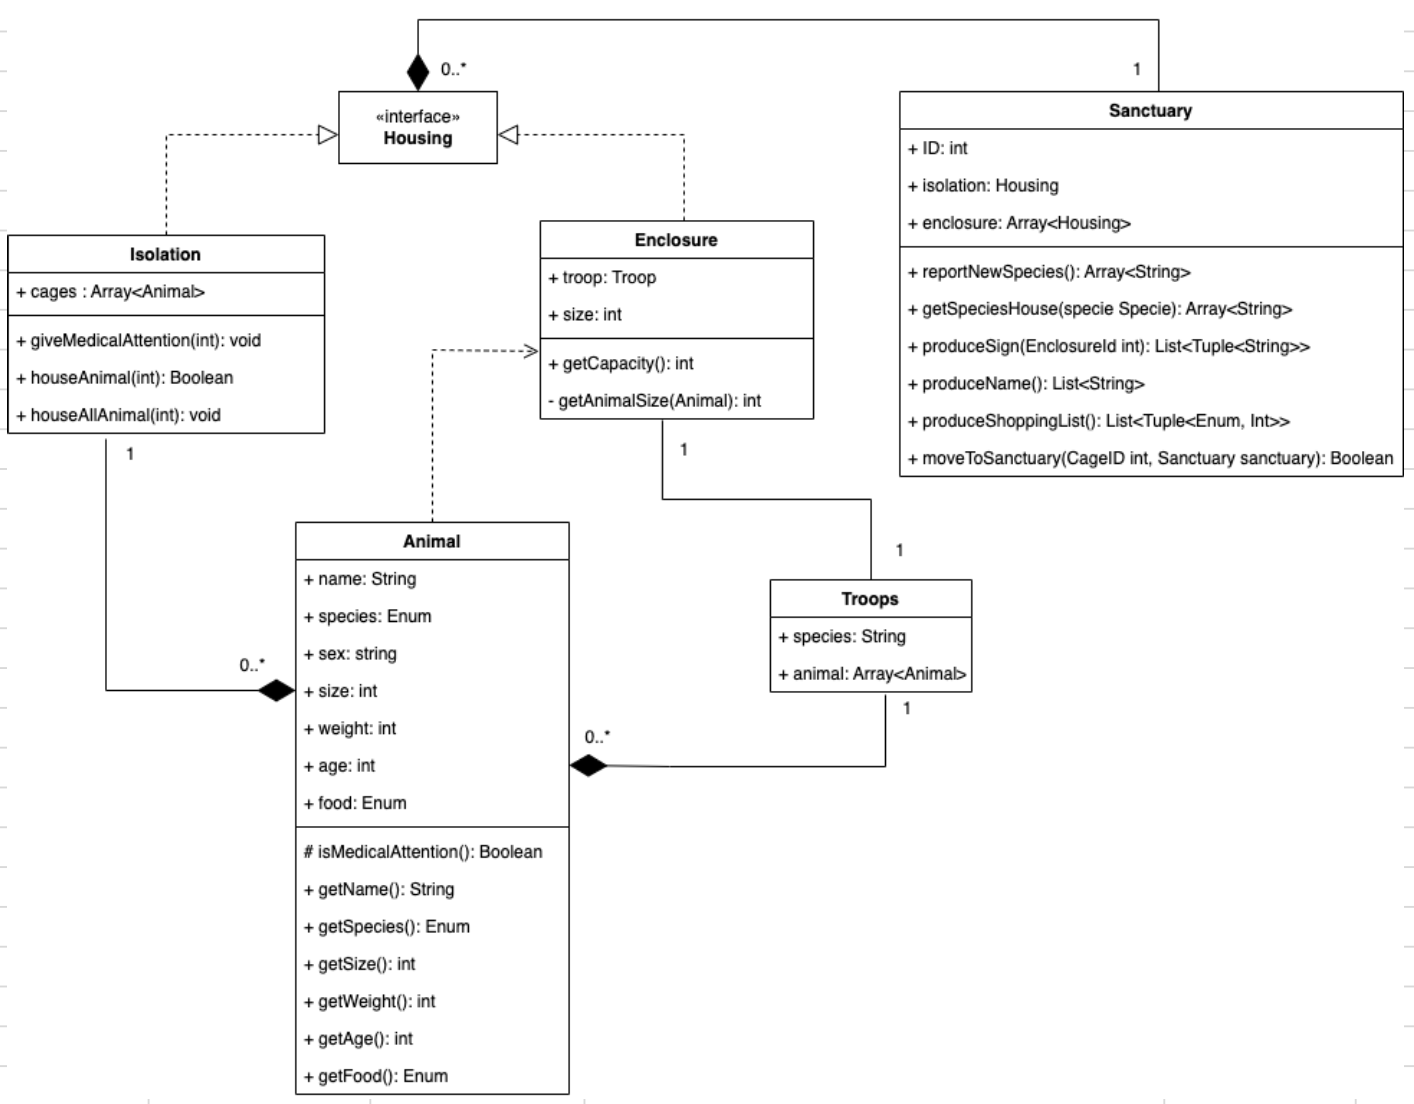 0..*
1
«interface»
Housing
Sanctuary
+ ID: int
+ isolation: Housing
+ enclosure: Array<Housing>
+ reportNewSpecies(): Array<String>
+ getSpeciesHouse(specie Specie): Array<String>
+ produceSign(EnclosureId int): List<Tuple<String>>
+ produceName(): List<String>
+ produceShoppingList(): List<Tuple<Enum, Int>>
+ moveToSanctuary(CageID int, Sanctuary sanctuary): Boolean
Isolation
+ cages : Array<Animal>
+ giveMedicalAttention(int): void
+ houseAnimal(int): Boolean
+ houseAllAnimal(int): void
1
Enclosure
+ troop: Troop
+ size: int
+ getCapacity(): int
- getAnimalSize(Animal): int
1
1
Troops
+ species: String
+ animal: Array<Animal>
1
0..*
0..*
Animal
+ name: String
+ species: Enum
+ sex: string
+ size: int
+ weight: int
+ age: int
+ food: Enum
# isMedicalAttention(): Boolean
+ getName(): String
+ getSpecies(): Enum
+ getSize(): int
+ getWeight(): int
+ getAge(): int
+ getFood(): Enum